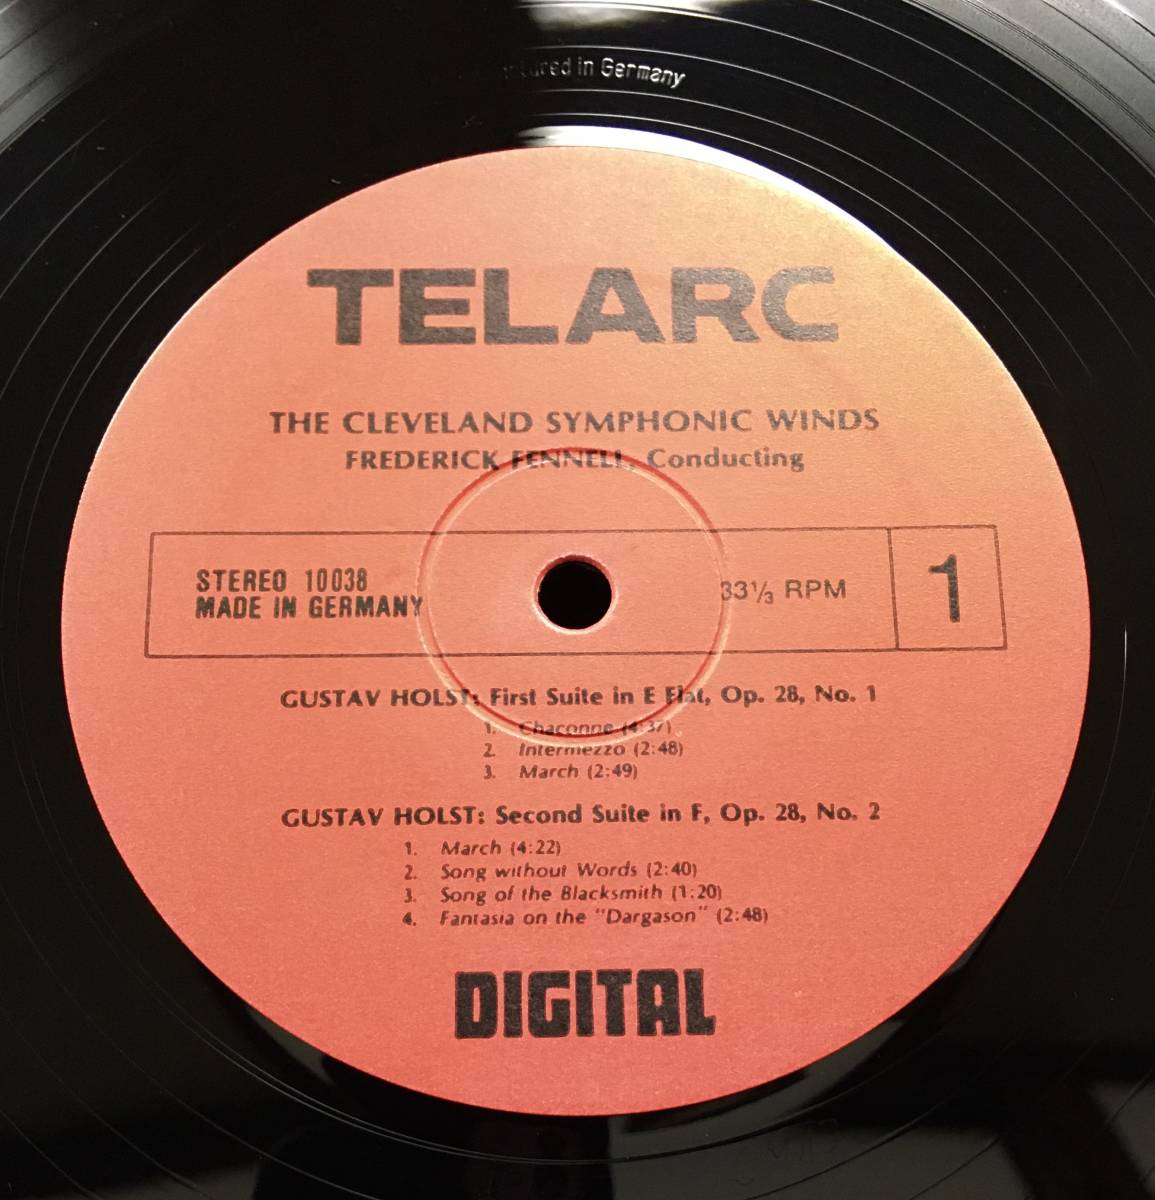 in Germany
TELARC
THE CLEVELAND SYMPHONIC WINDS
FREDERICK FENNELL, Conducting
STEREO 10038
MADE IN GERMANY
33⅓ RPM
1
GUSTAV HOLST: First Suite in E Flat, Op. 28, No. 1
1. Chaconne (4:37)
2. Intermezzo (2:48)
3. March (2:49)
GUSTAV HOLST: Second Suite in F, Op. 28, No. 2
1. March (4:22)
2. Song without Words (2:40)
3. Song of the Blacksmith (1:20)
4. Fantasia on the "Dargason" (2:48)
DIGITAL